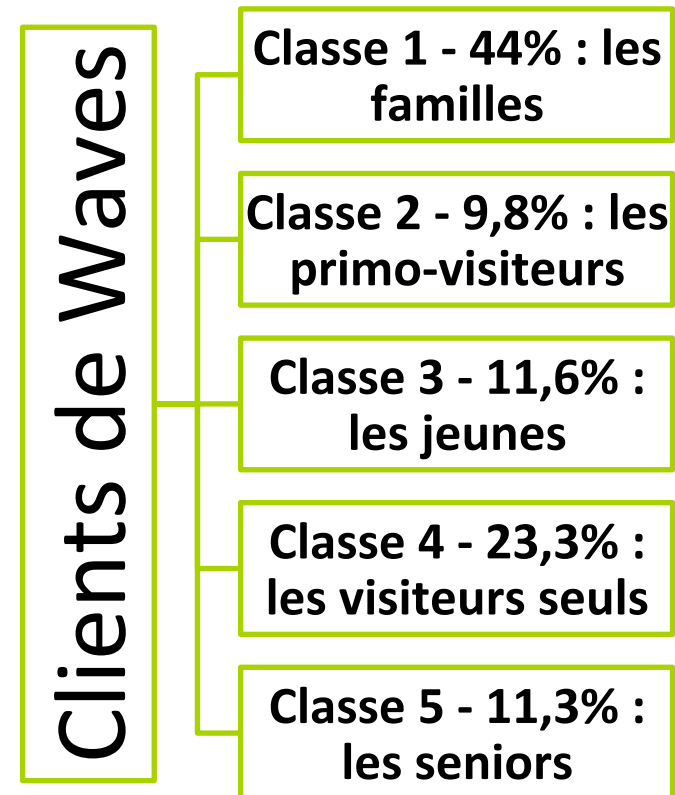 Clients de Waves
Classe 1 - 44% : les
familles
Classe 2 - 9,8% : les
primo-visiteurs
Classe 3 - 11,6% :
les jeunes
Classe 4 - 23,3% :
les visiteurs seuls
Classe 5 - 11,3% :
les seniors